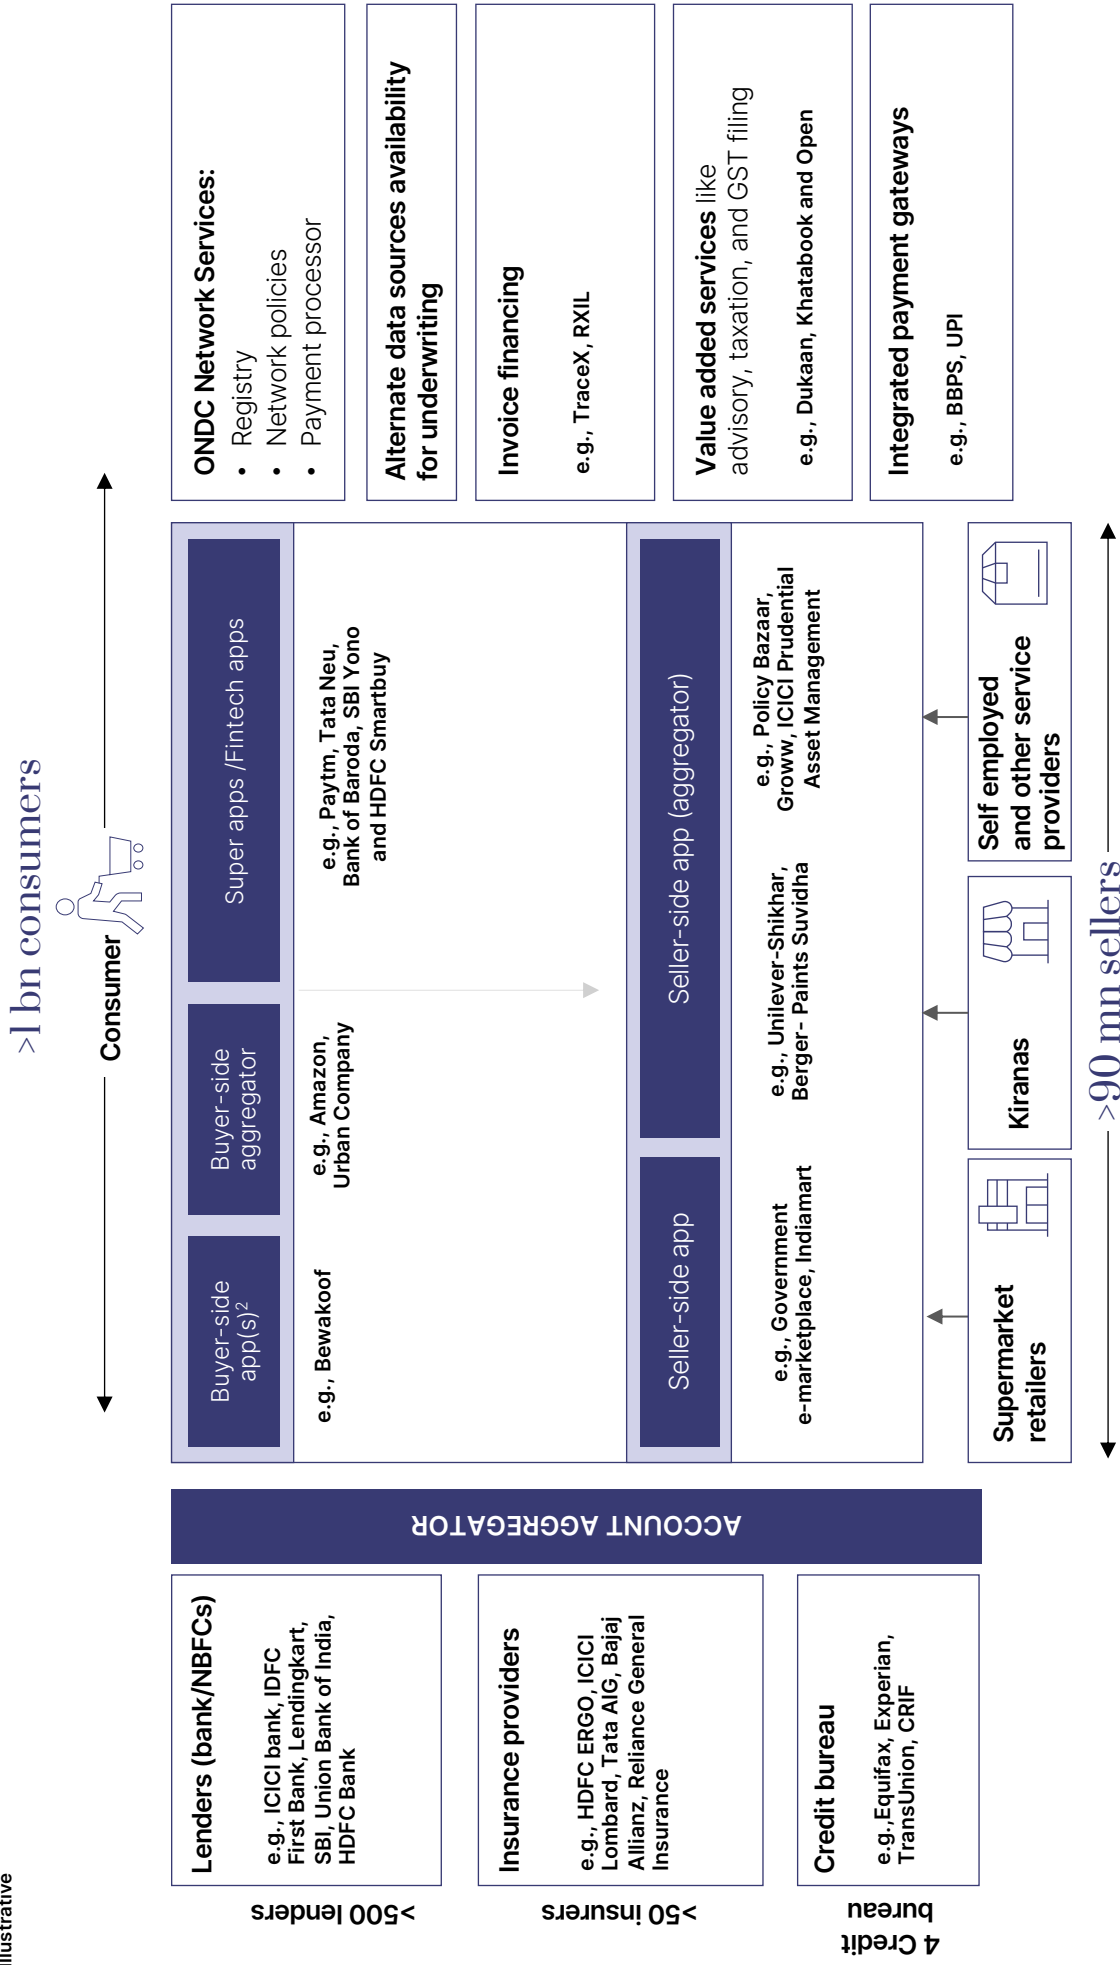 Illustrative
>1 bn consumers
Consumer
>500 lenders
Lenders (bank/NBFCs)
e.g., ICICI bank, IDFC
First Bank, Lendingkart,
SBI, Union Bank of India,
HDFC Bank
>50 insurers
Insurance providers
e.g., HDFC ERGO, ICICI
Lombard, Tata AIG, Bajaj
Allianz, Reliance General
Insurance
4 Credit
bureau
Credit bureau
e.g.,Equifax, Experian,
TransUnion, CRIF
ACCOUNT AGGREGATOR
Buyer-side
app(s)2
e.g., Bewakoof
Buyer-side
aggregator
e.g., Amazon,
Urban Company
Super apps /Fintech apps
e.g., Paytm, Tata Neu,
Bank of Baroda, SBI Yono
and HDFC Smartbuy
Seller-side app
e.g., Government
e-marketplace, Indiamart
Seller-side app (aggregator)
e.g., Unilever-Shikhar,
Berger- Paints Suvidha
e.g., Policy Bazaar,
Groww, ICICI Prudential
Asset Management
Supermarket
retailers
Kiranas
Self employed
and other service
providers
>90 mn sellers
ONDC Network Services:
• Registry
• Network policies
• Payment processor
Alternate data sources availability
for underwriting
Invoice financing
e.g., TraceX, RXIL
Value added services like
advisory, taxation, and GST filing
e.g., Dukaan, Khatabook and Open
Integrated payment gateways
e.g., BBPS, UPI